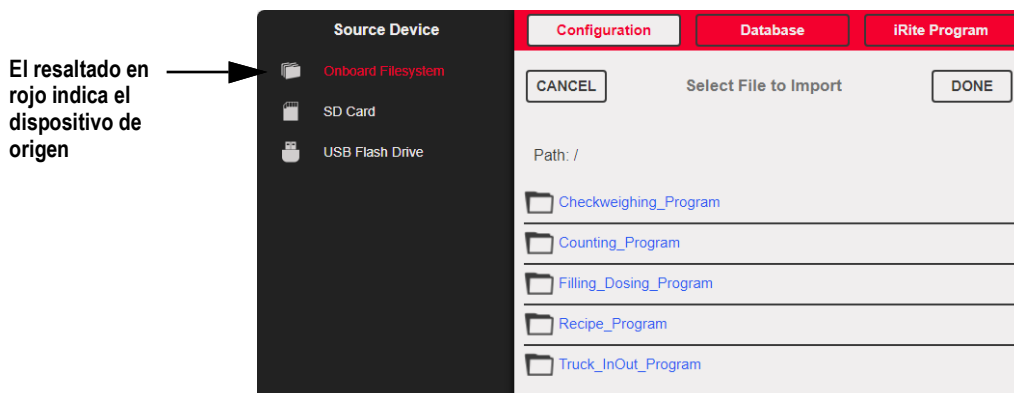 El resaltado en
rojo indica el
dispositivo de
origen
Source Device
Onboard Filesystem
SD Card
USB Flash Drive
Configuration
Database
iRite Program
CANCEL
Select File to Import
DONE
Path: /
Checkweighing_Program
Counting_Program
Filling_Dosing_Program
Recipe_Program
Truck_InOut_Program